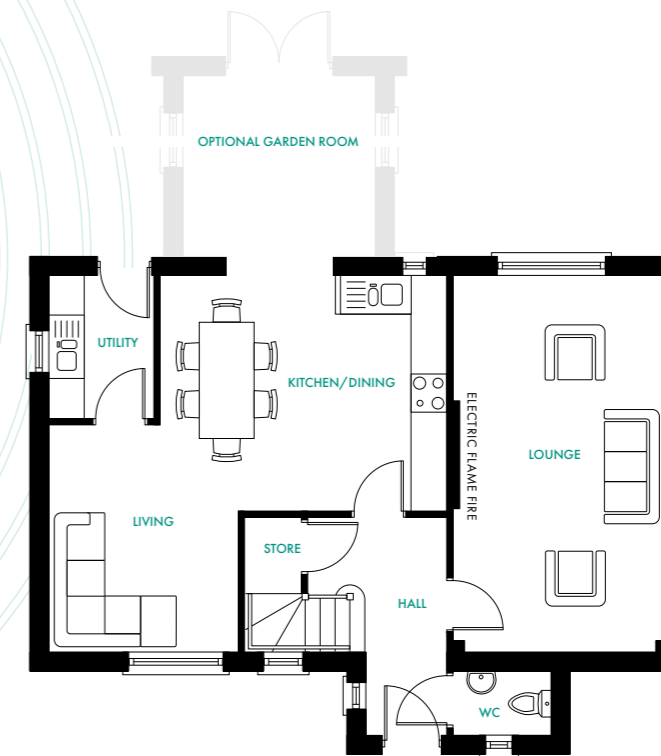 OPTIONAL GARDEN ROOM
UTILITY
KITCHEN/DINING
ELECTRIC FLAME FIRE
LOUNGE
LIVING
STORE
HALL
WC